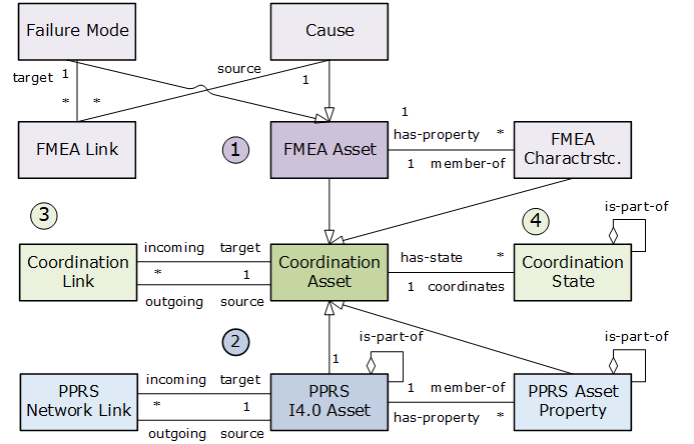 Failure Mode
Cause
target
1
source
1
*
*
1
FMEA Link
1
FMEA Asset
has-property
*
1
member-of
FMEA
Charactrstc.
3
4
is-part-of
Coordination
Link
incoming
target
*
1
outgoing
source
Coordination
Asset
has-state
*
1
coordinates
Coordination
State
2
1
is-part-of
is-part-of
PPRS
Network Link
incoming
target
*
1
outgoing
source
PPRS
I4.0 Asset
1
member-of
has-property
*
PPRS Asset
Property